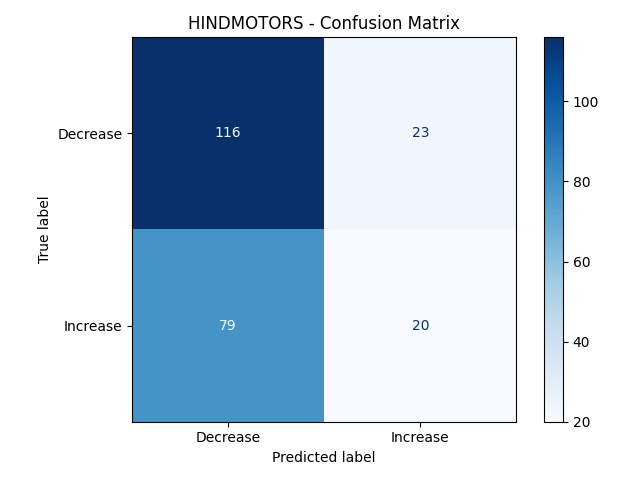 HINDMOTORS - Confusion Matrix
True label
Decrease
116
23
Increase
79
20
Decrease
Increase
Predicted label
100
80
60
40
20